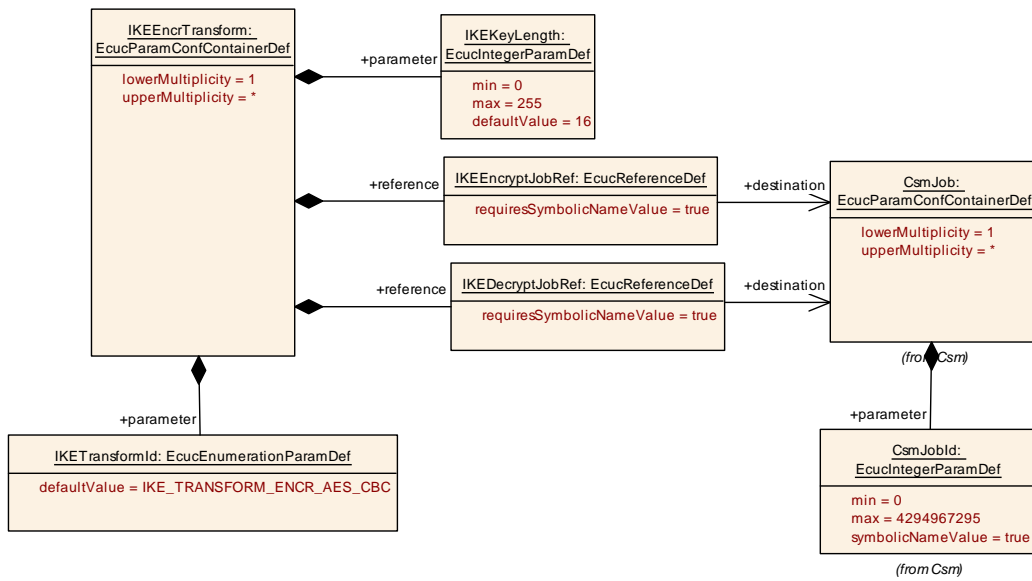 IKEEncrTransform:
EcucParamConfContainerDef
lowerMultiplicity = 1
upperMultiplicity = *
+parameter
IKEKeyLength:
EcucIntegerParamDef
min = 0
max = 255
defaultValue = 16
+reference
IKEEncryptJobRef: EcucReferenceDef
requiresSymbolicNameValue = true
+destination
CsmJob:
EcucParamConfContainerDef
lowerMultiplicity = 1
upperMultiplicity = *
+reference
IKEDecryptJobRef: EcucReferenceDef
requiresSymbolicNameValue = true
+destination
(from Csm)
+parameter
IKETransformId: EcucEnumerationParamDef
defaultValue = IKE_TRANSFORM_ENCR_AES_CBC
+parameter
CsmJobId:
EcucIntegerParamDef
min = 0
max = 4294967295
symbolicNameValue = true
(from Csm)